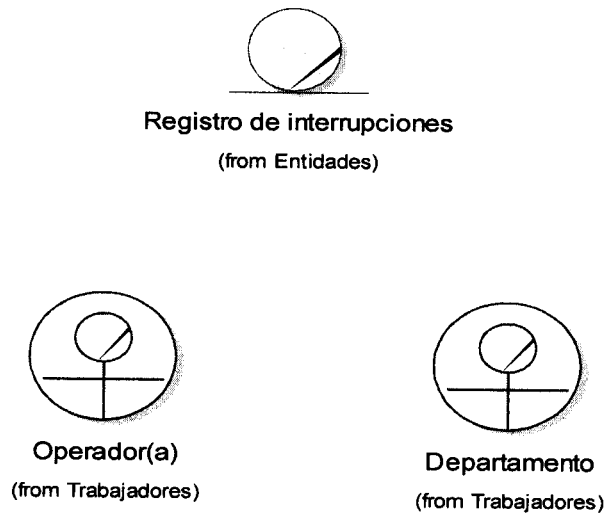 Registro de interrupciones
(from Entidades)
Operador(a)
(from Trabajadores)
Departamento
(from Trabajadores)